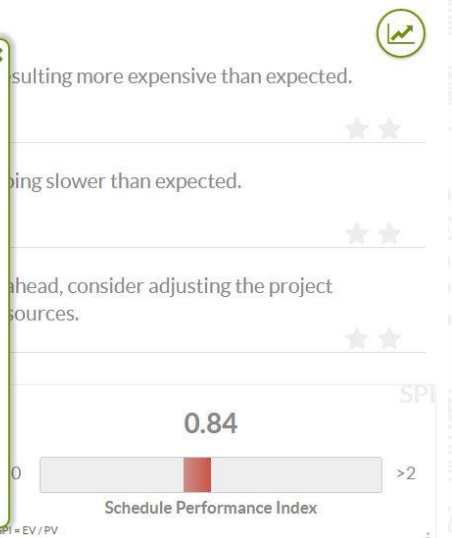 sulting more expensive than expected.
ing slower than expected.
ahead, consider adjusting the project
sources.
SPI
0.84
0
>2
Schedule Performance Index
SPI = EV / PV